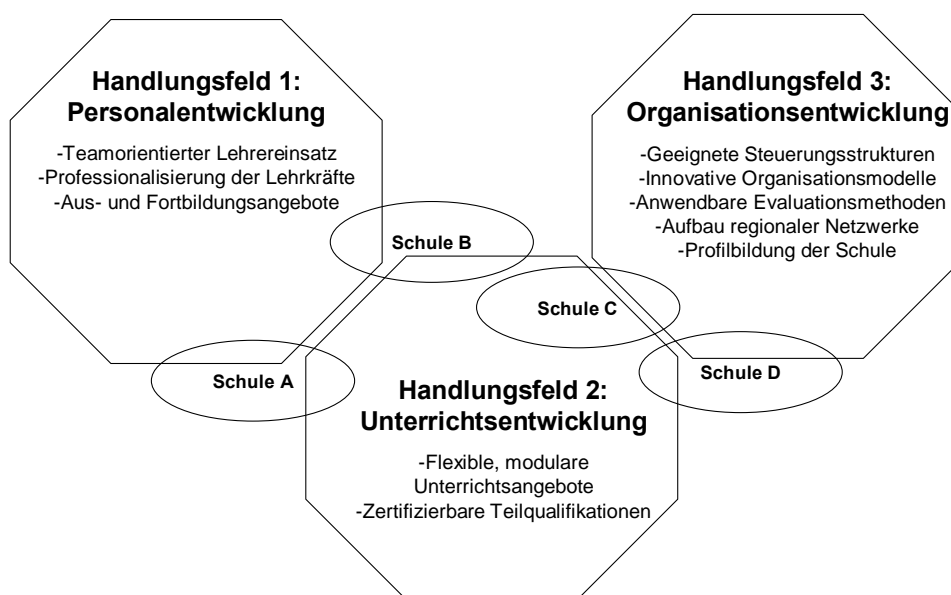 Handlungsfeld 1:
Personalentwicklung
-Teamorientierter Lehrereinsatz
-Professionalisierung der Lehrkräfte
-Aus- und Fortbildungsangebote
Handlungsfeld 3:
Organisationsentwicklung
-Geeignete Steuerungsstrukturen
-Innovative Organisationsmodelle
-Anwendbare Evaluationsmethoden
-Aufbau regionaler Netzwerke
-Profilbildung der Schule
Schule B
Schule C
Schule A
Schule D
Handlungsfeld 2:
Unterrichtsentwicklung
-Flexible, modulare
Unterrichtsangebote
-Zertifizierbare Teilqualifikationen